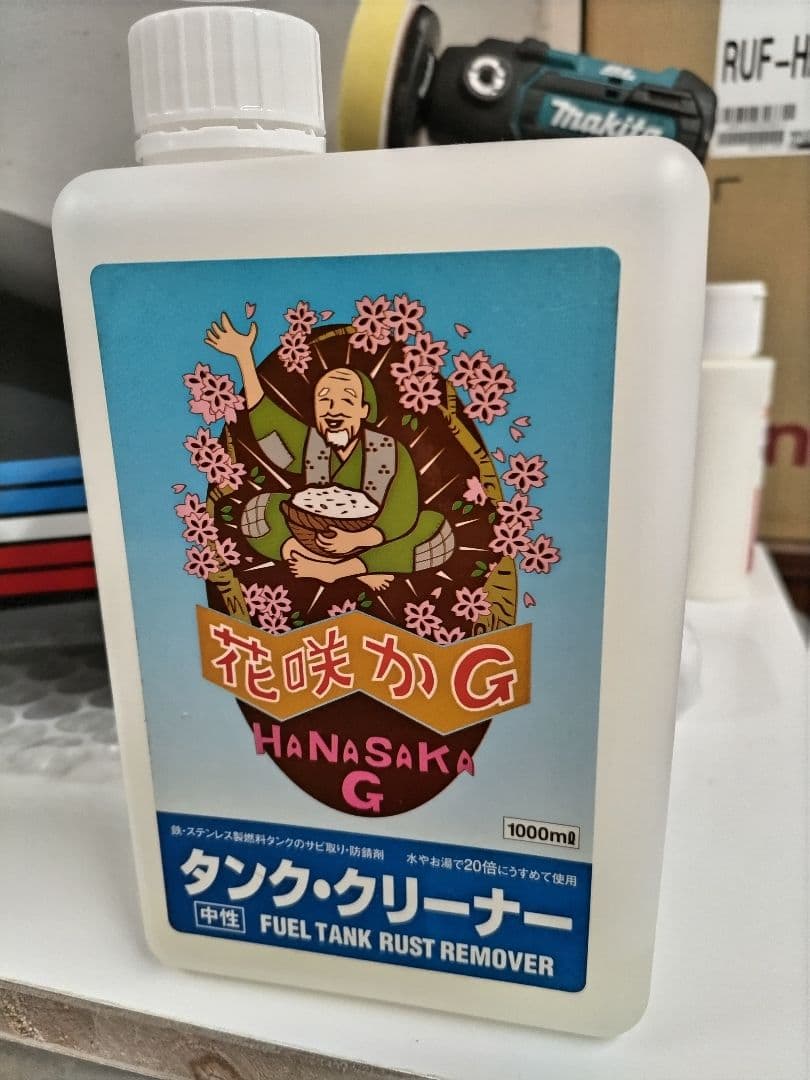 makita
RUF-H
花咲かG
HANASAKA
G
1000ml
鉄・ステンレス製燃料タンクのサビ取り・防錆剤 水やお湯で20倍にうすめて使用
タンク・クリーナー
中性 FUEL TANK RUST REMOVER